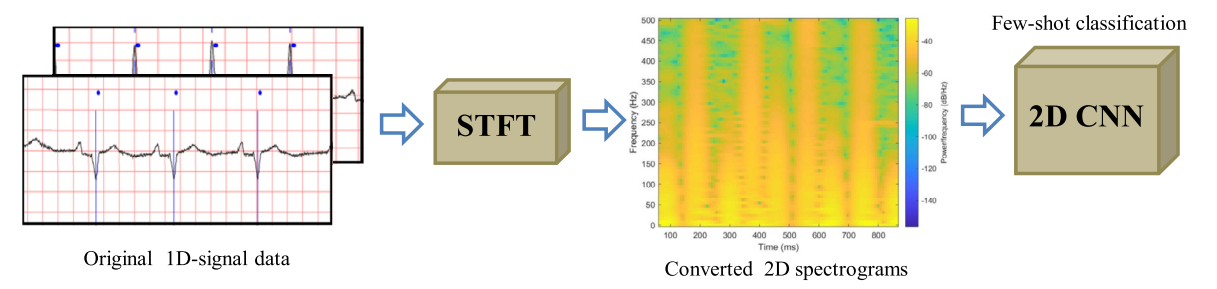 Few-shot classification
STFT
2D CNN
500
450
400
350
300
250
200
150
100
50
0
Frequency (Hz)
100 200 300 400 500 600 700 800
Time (ms)
-40
-60
-80
-100
-120
-140
Power/frequency (dB/Hz)
Original 1D-signal data
Converted 2D spectrograms